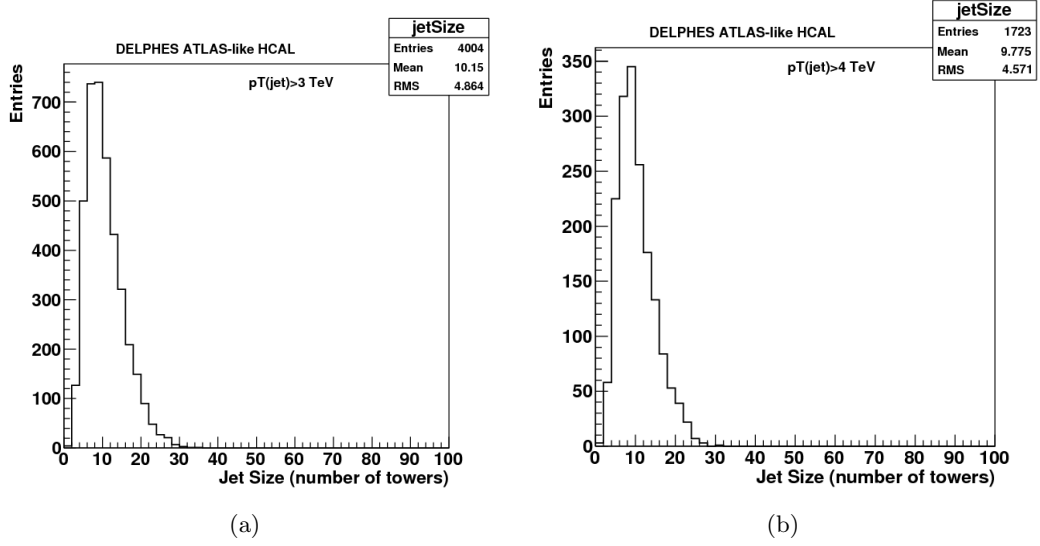 jetSize
Entries 4004
Mean 10.15
RMS 4.864
DELPHES ATLAS-like HCAL
pT(jet)>3 TeV
Entries
700
600
500
400
300
200
100
0
0 10 20 30 40 50 60 70 80 90 100
Jet Size (number of towers)
(a)
jetSize
Entries 1723
Mean 9.775
RMS 4.571
DELPHES ATLAS-like HCAL
pT(jet)>4 TeV
Entries
350
300
250
200
150
100
50
0
0 10 20 30 40 50 60 70 80 90 100
Jet Size (number of towers)
(b)